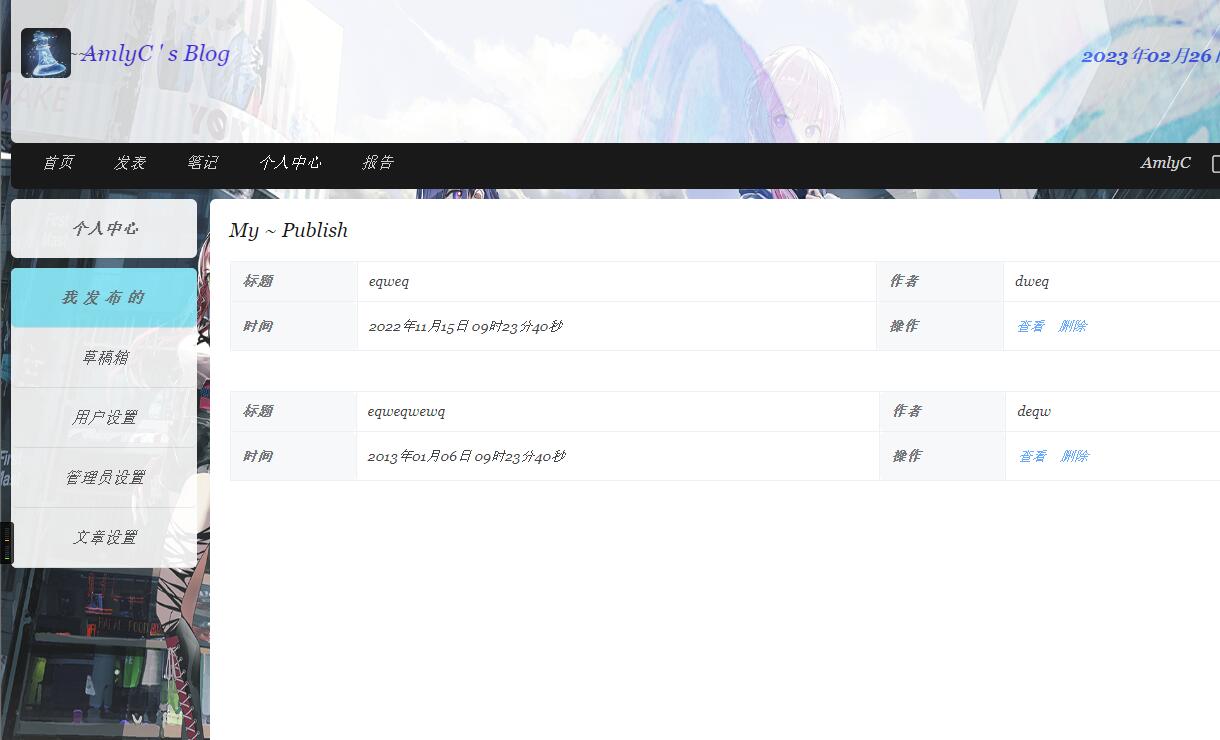 ~~~~AmlyC ' s Blog
2023年02月26
首页 发表 笔记 个人中心 报告 AmlyC
个人中心
我 发 布 的
草稿箱
用户设置
管理员设置
文章设置
My ~ Publish
标题 eqweq 作者 dweq
时间 2022年11月15日 09时23分40秒 操作 查看 删除
标题 eqweqwewq 作者 deqw
时间 2013年01月06日 09时23分40秒 操作 查看 删除